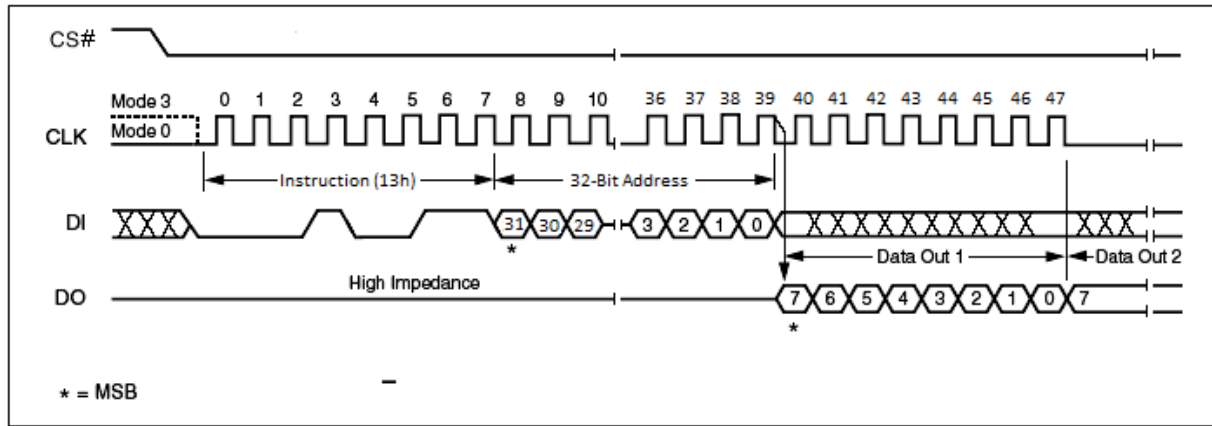 CS#
Mode 3 0 1 2 3 4 5 6 7 8 9 10 36 37 38 39 40 41 42 43 44 45 46 47
CLK Mode 0
Instruction (13h) 32-Bit Address
DI 31 30 29 3 2 1 0
* Data Out 1 Data Out 2
High Impedance
DO 7 6 5 4 3 2 1 0 7
*
* = MSB